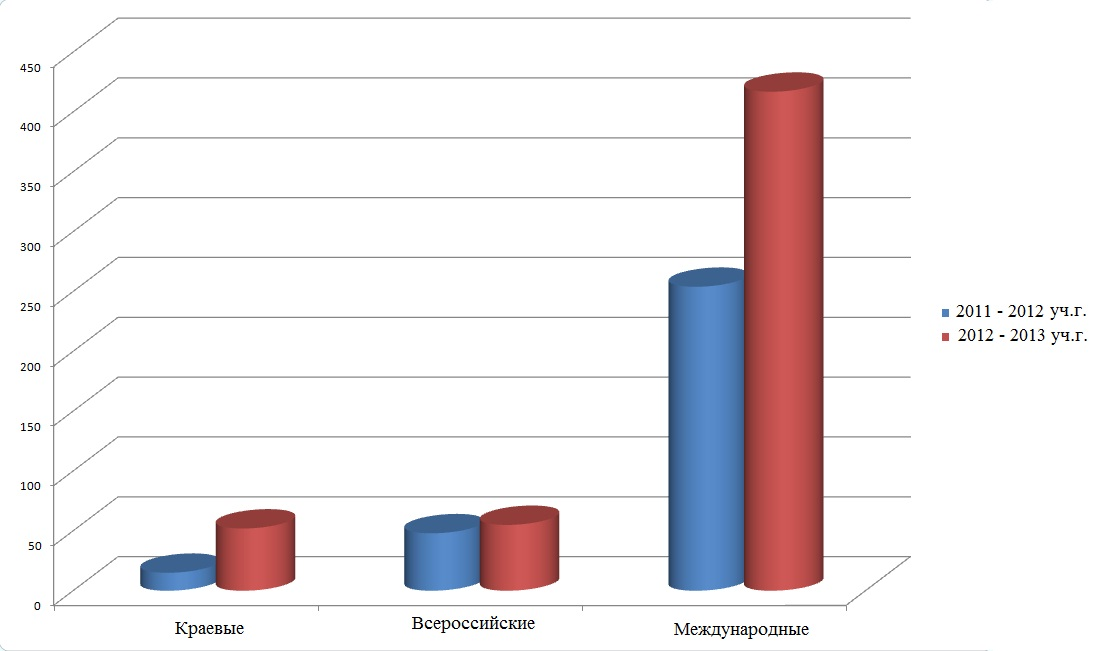 450
400
350
300
250
200
150
100
50
0
Краевые
Всероссийские
Международные
2011 - 2012 уч.г.
2012 - 2013 уч.г.